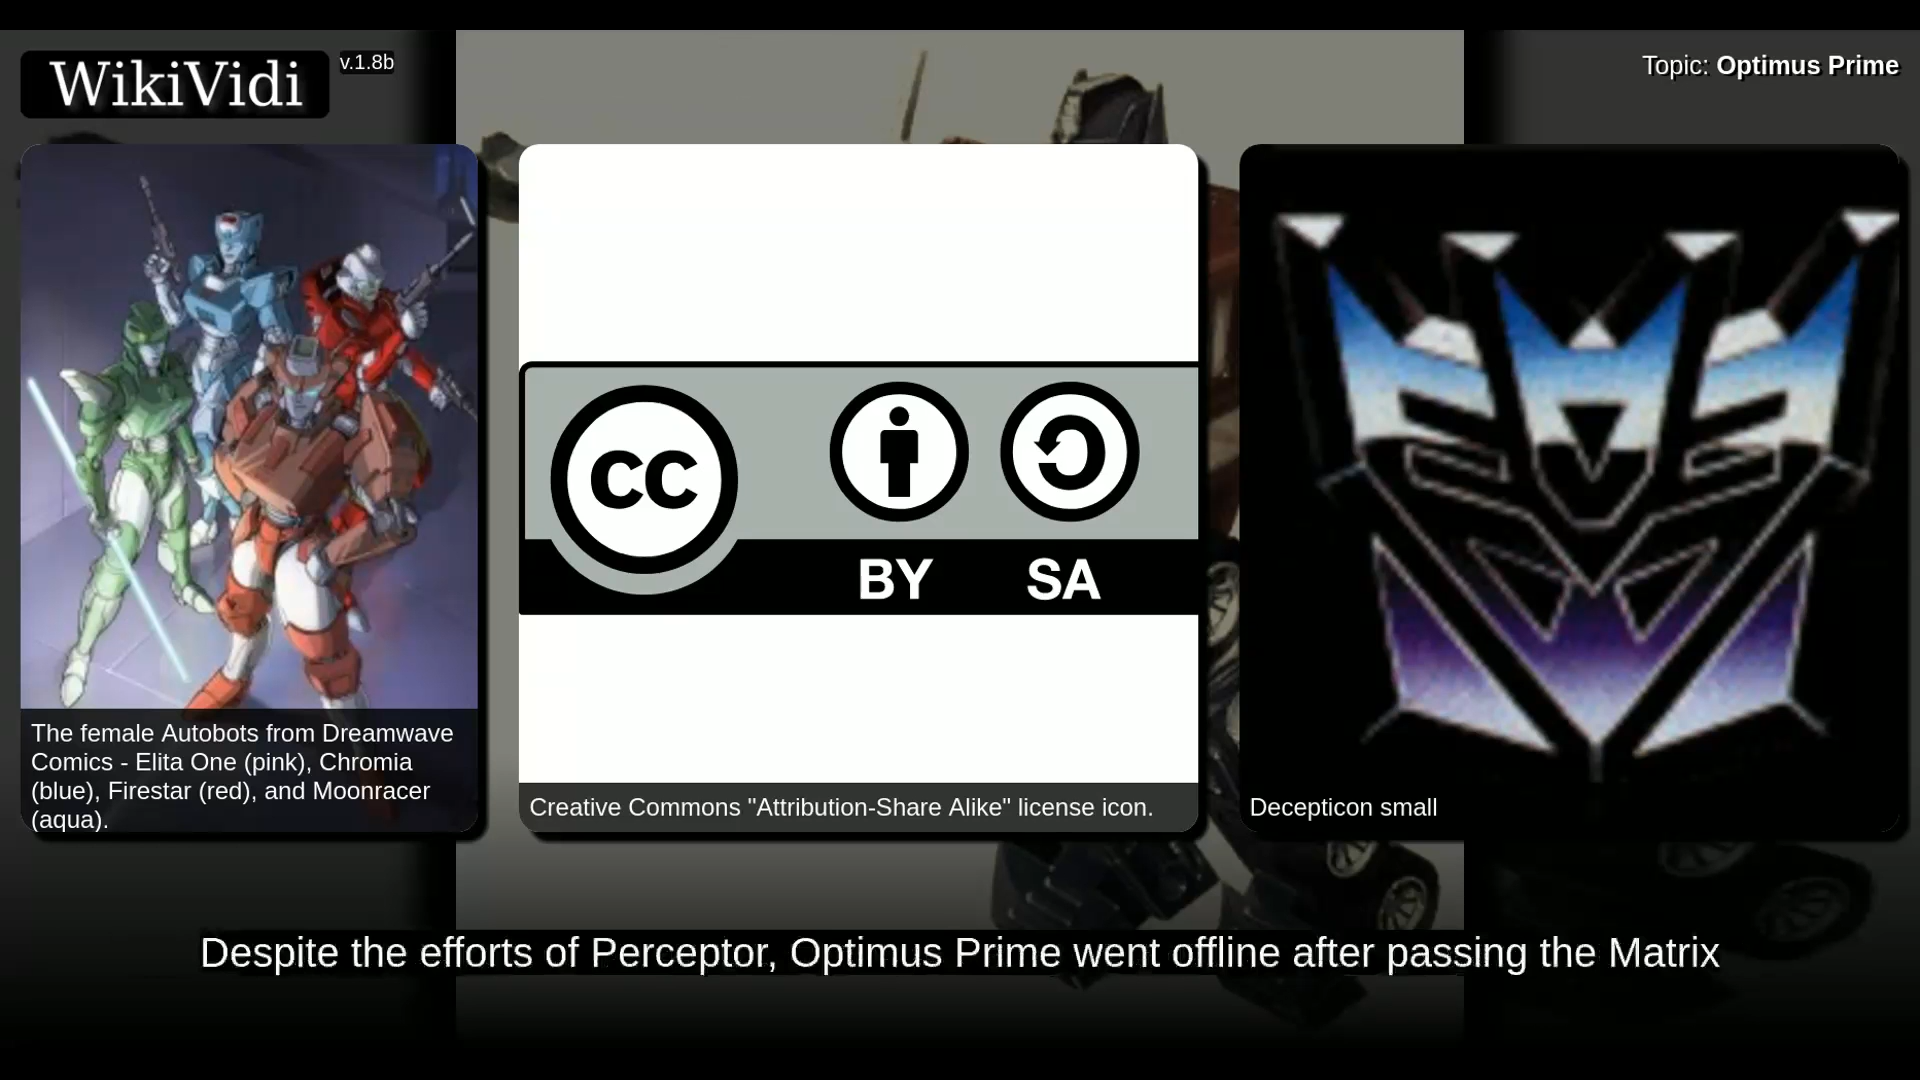 WikiVidi
v.1.8b
Topic: Optimus Prime
The female Autobots from Dreamwave
Comics - Elita One (pink), Chromia
(blue), Firestar (red), and Moonracer
(aqua).
cc
BY SA
Creative Commons "Attribution-Share Alike" license icon.
Decepticon small
Despite the efforts of Perceptor, Optimus Prime went offline after passing the Matrix